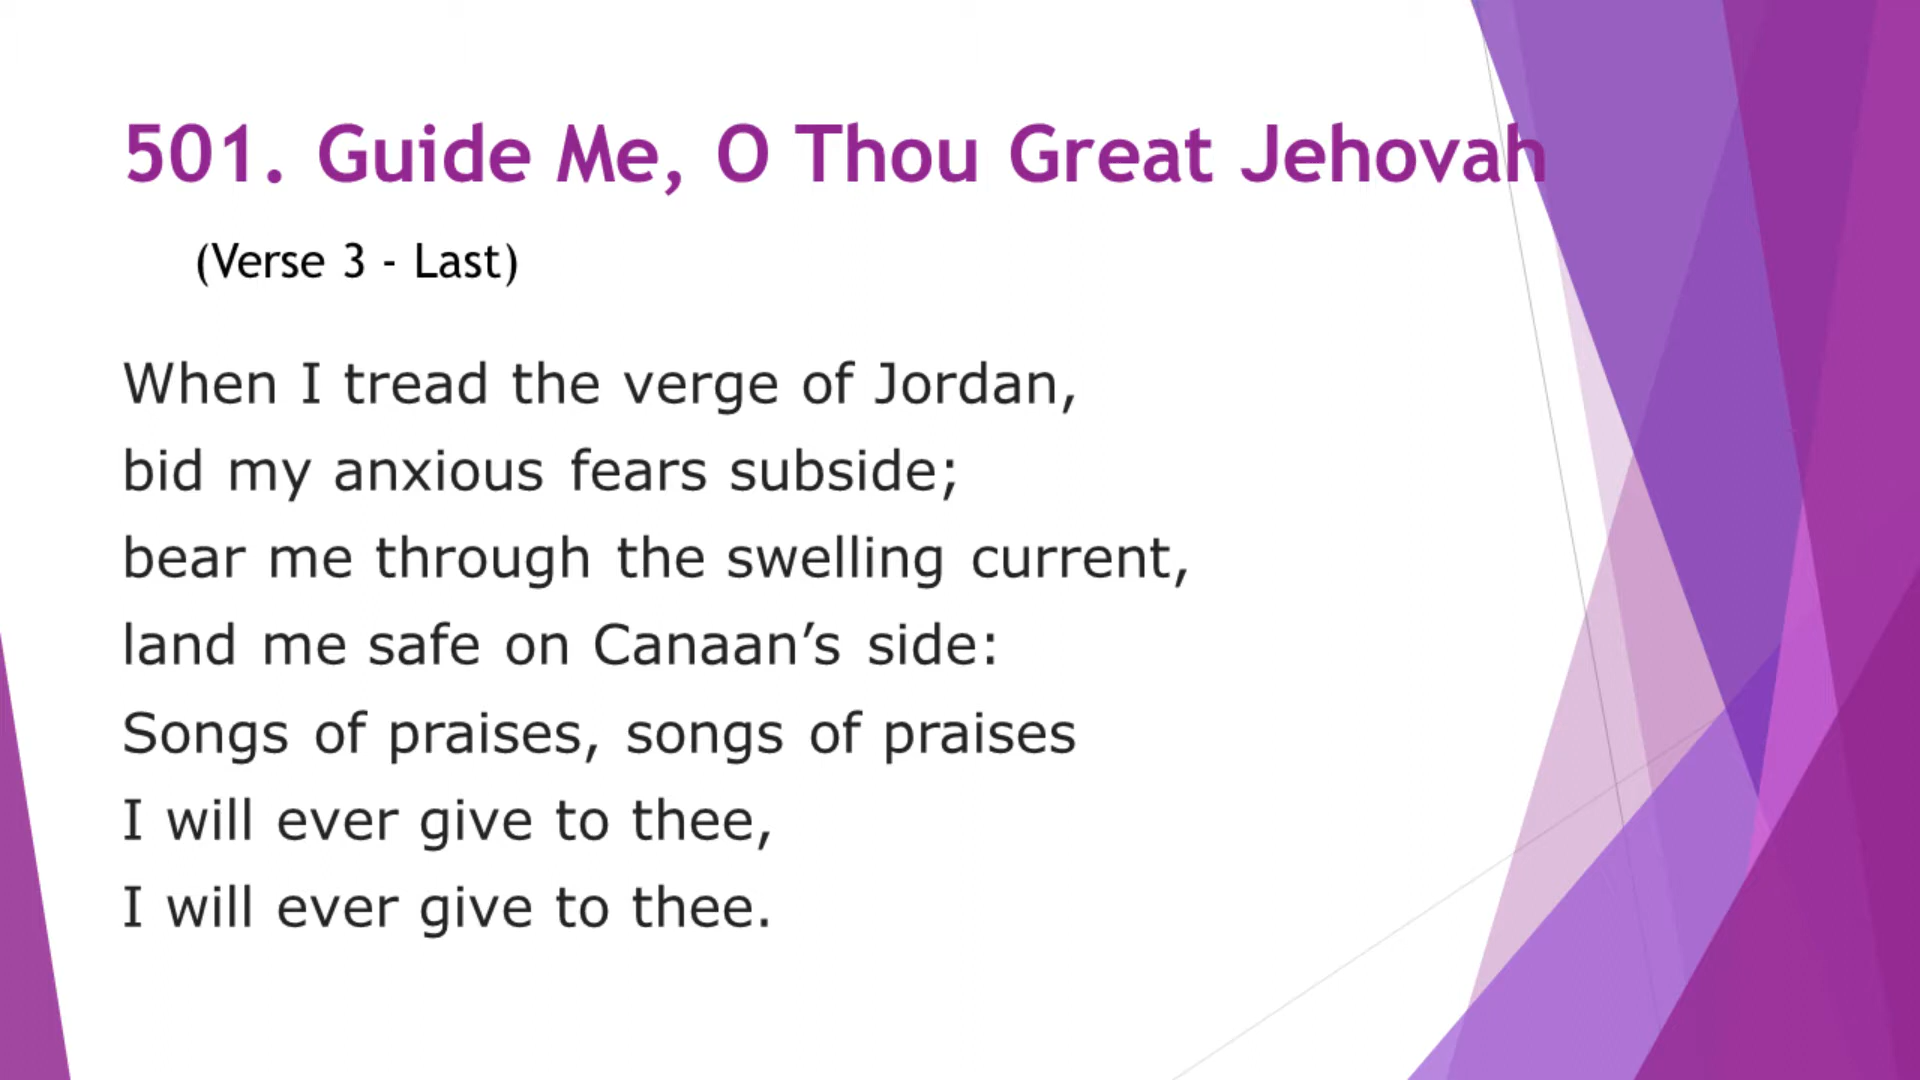 501. Guide Me, O Thou Great Jehovah
(Verse 3 - Last)
When I tread the verge of Jordan,
bid my anxious fears subside;
bear me through the swelling current,
land me safe on Canaan’s side:
Songs of praises, songs of praises
I will ever give to thee,
I will ever give to thee.